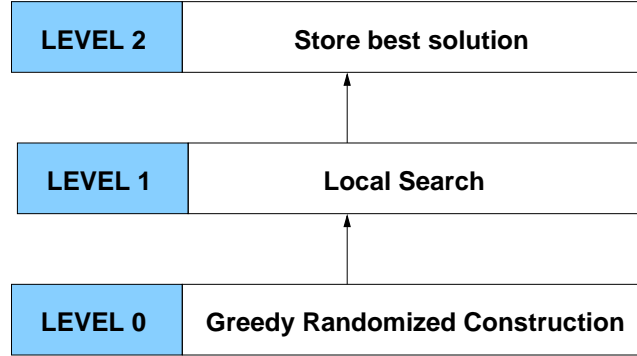 LEVEL 2 Store best solution
LEVEL 1 Local Search
LEVEL 0 Greedy Randomized Construction